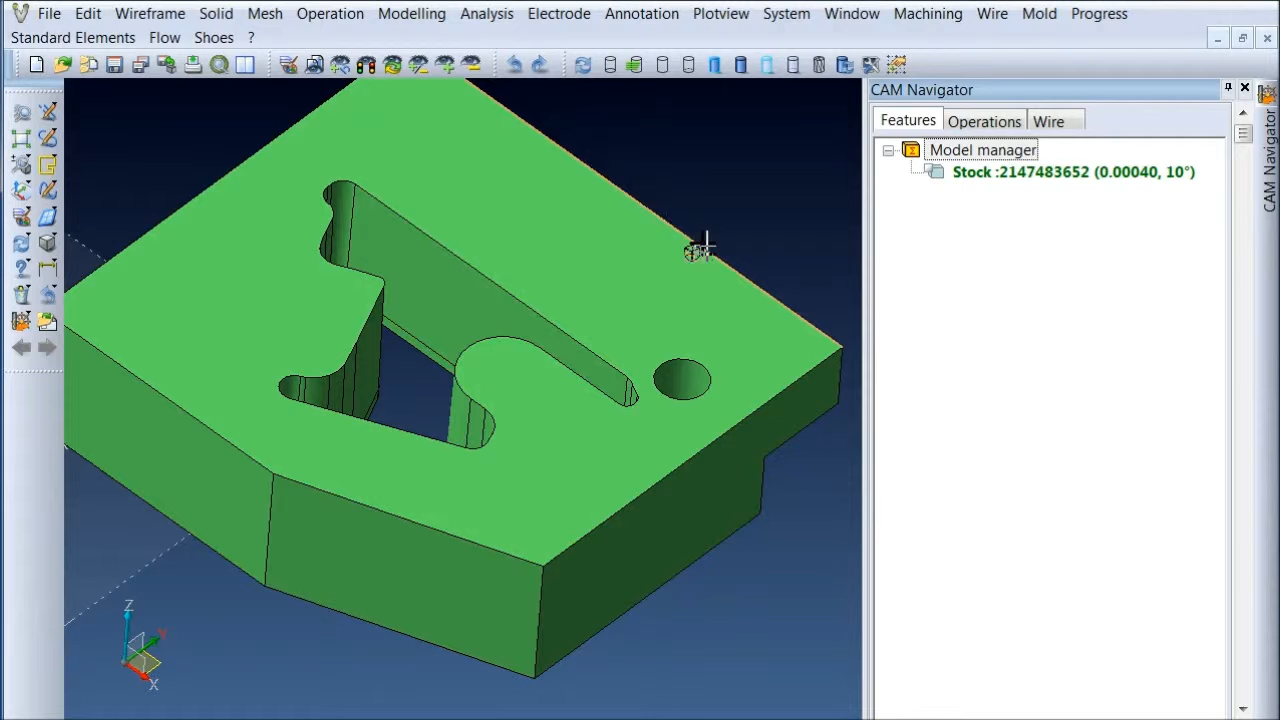 File Edit Wireframe Solid Mesh Operation Modelling Analysis Electrode Annotation Plotview System Window Machining Wire Mold Progress
Standard Elements Flow Shoes ?
CAM Navigator
Features Operations Wire
Model manager
Stock :2147483652 (0.00040, 10°)
CAM Navigator
Z
Y
X